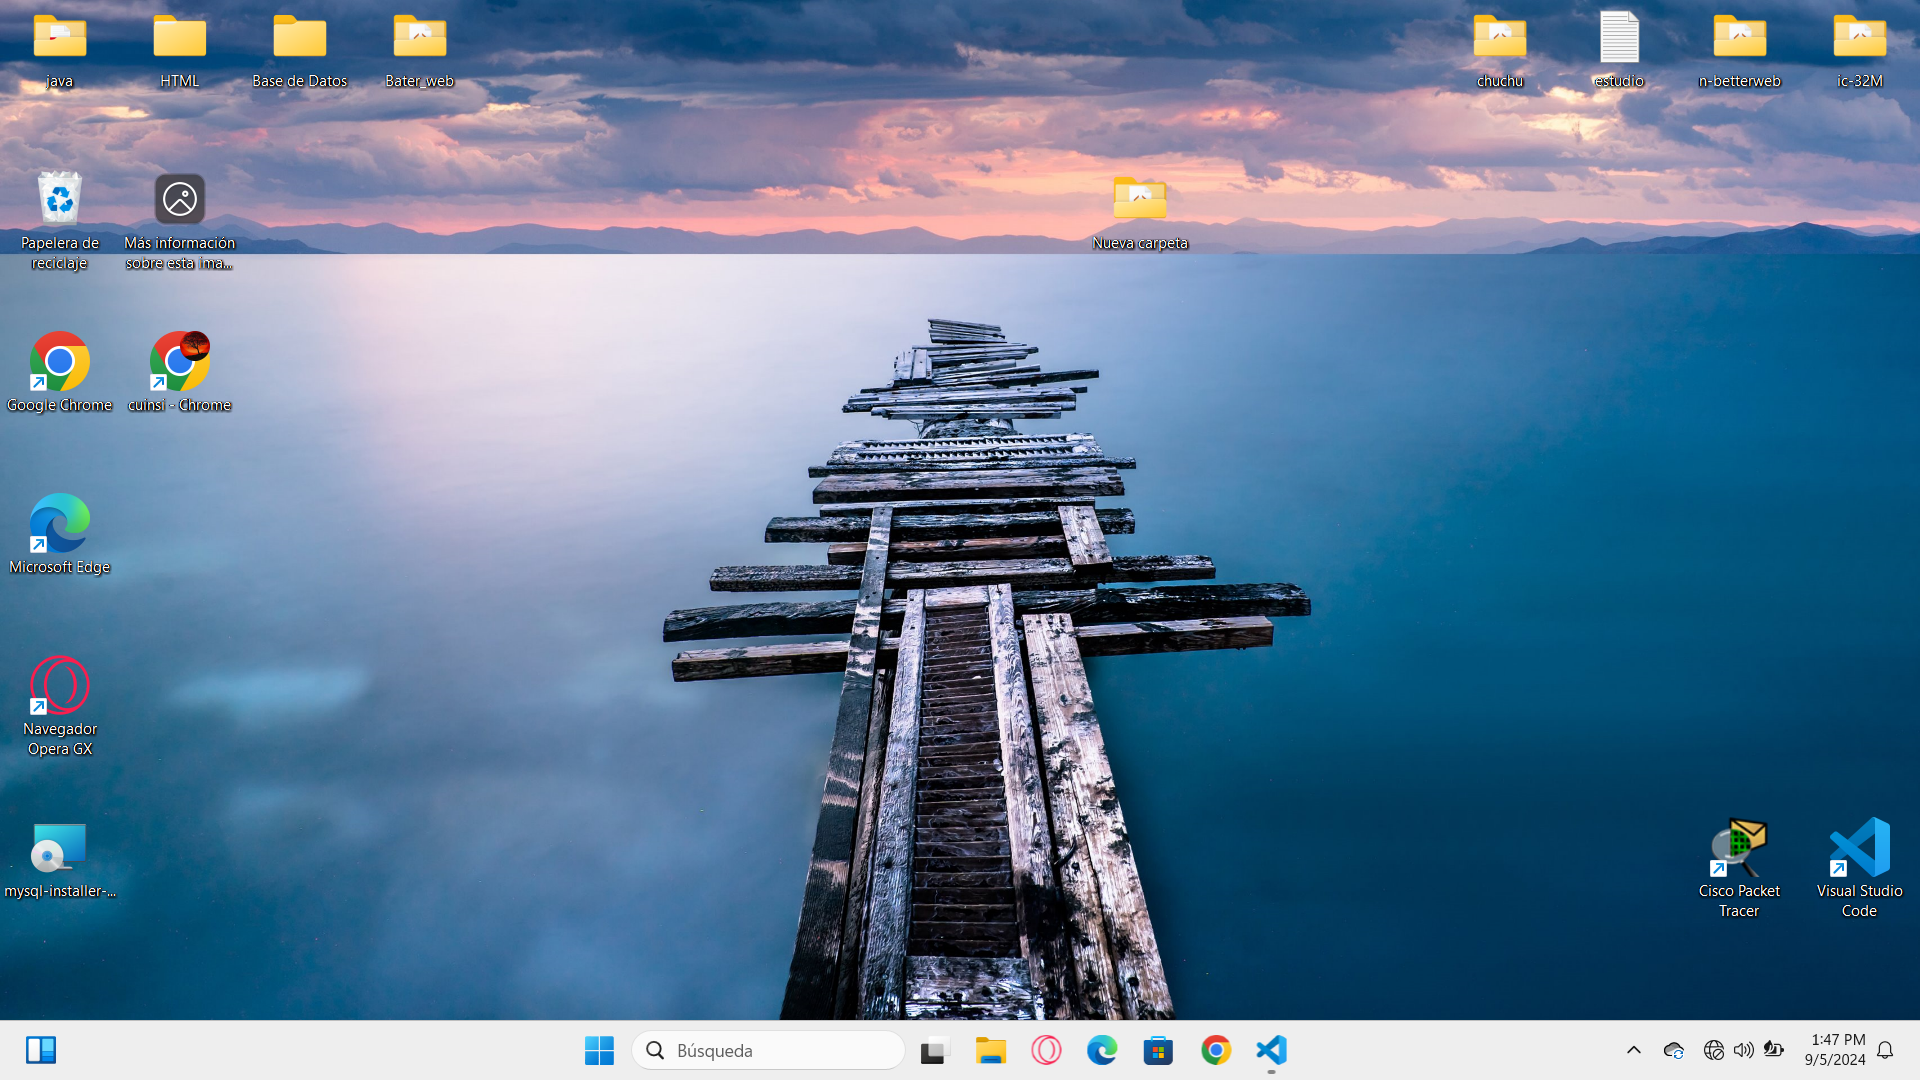 java
HTML
Base de Datos
Bater_web
chuchu
estudio
n-betterweb
ic-32M
Papelera de
reciclaje
Más información
sobre esta ima...
Nueva carpeta
Google Chrome
cuinsi - Chrome
Microsoft Edge
Navegador
Opera GX
mysql-installer-...
Cisco Packet
Tracer
Visual Studio
Code
Búsqueda
1:47 PM
9/5/2024